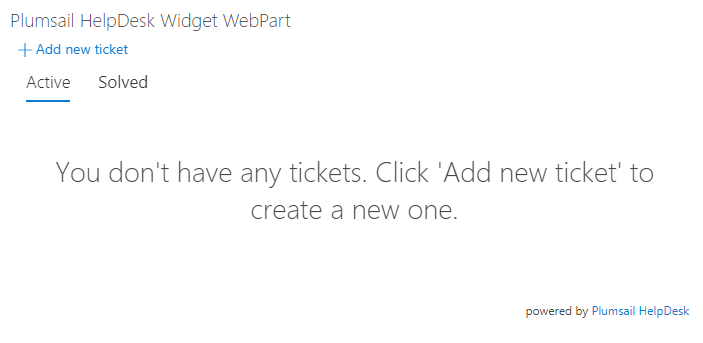 Plumsail HelpDesk Widget WebPart
+ Add new ticket
Active Solved
You don't have any tickets. Click 'Add new ticket' to
create a new one.
powered by Plumsail HelpDesk